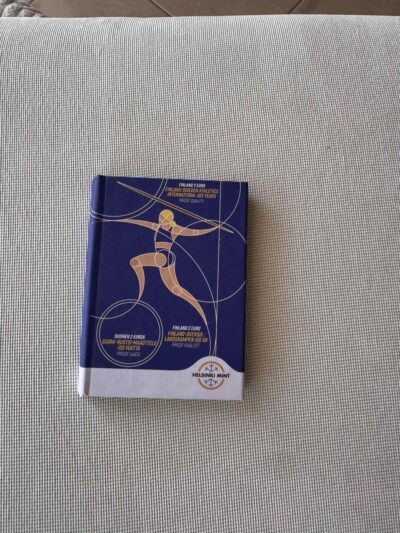 FINLAND 2 EURO
FINLAND-SWEDEN ATHLETICS
INTERNATIONAL 100 YEARS
PROOF QUALITY
SUOMEN 2 EUROA
SUOMI-RUOTSI-MAAOTTELU
100 VUOTTA
PROOF-LAATU
FINLAND 2 EURO
FINLAND-SVERIGE-
LANDSKAMPEN 100 ÅR
PROOF KVALITET
HELSINKI MINT